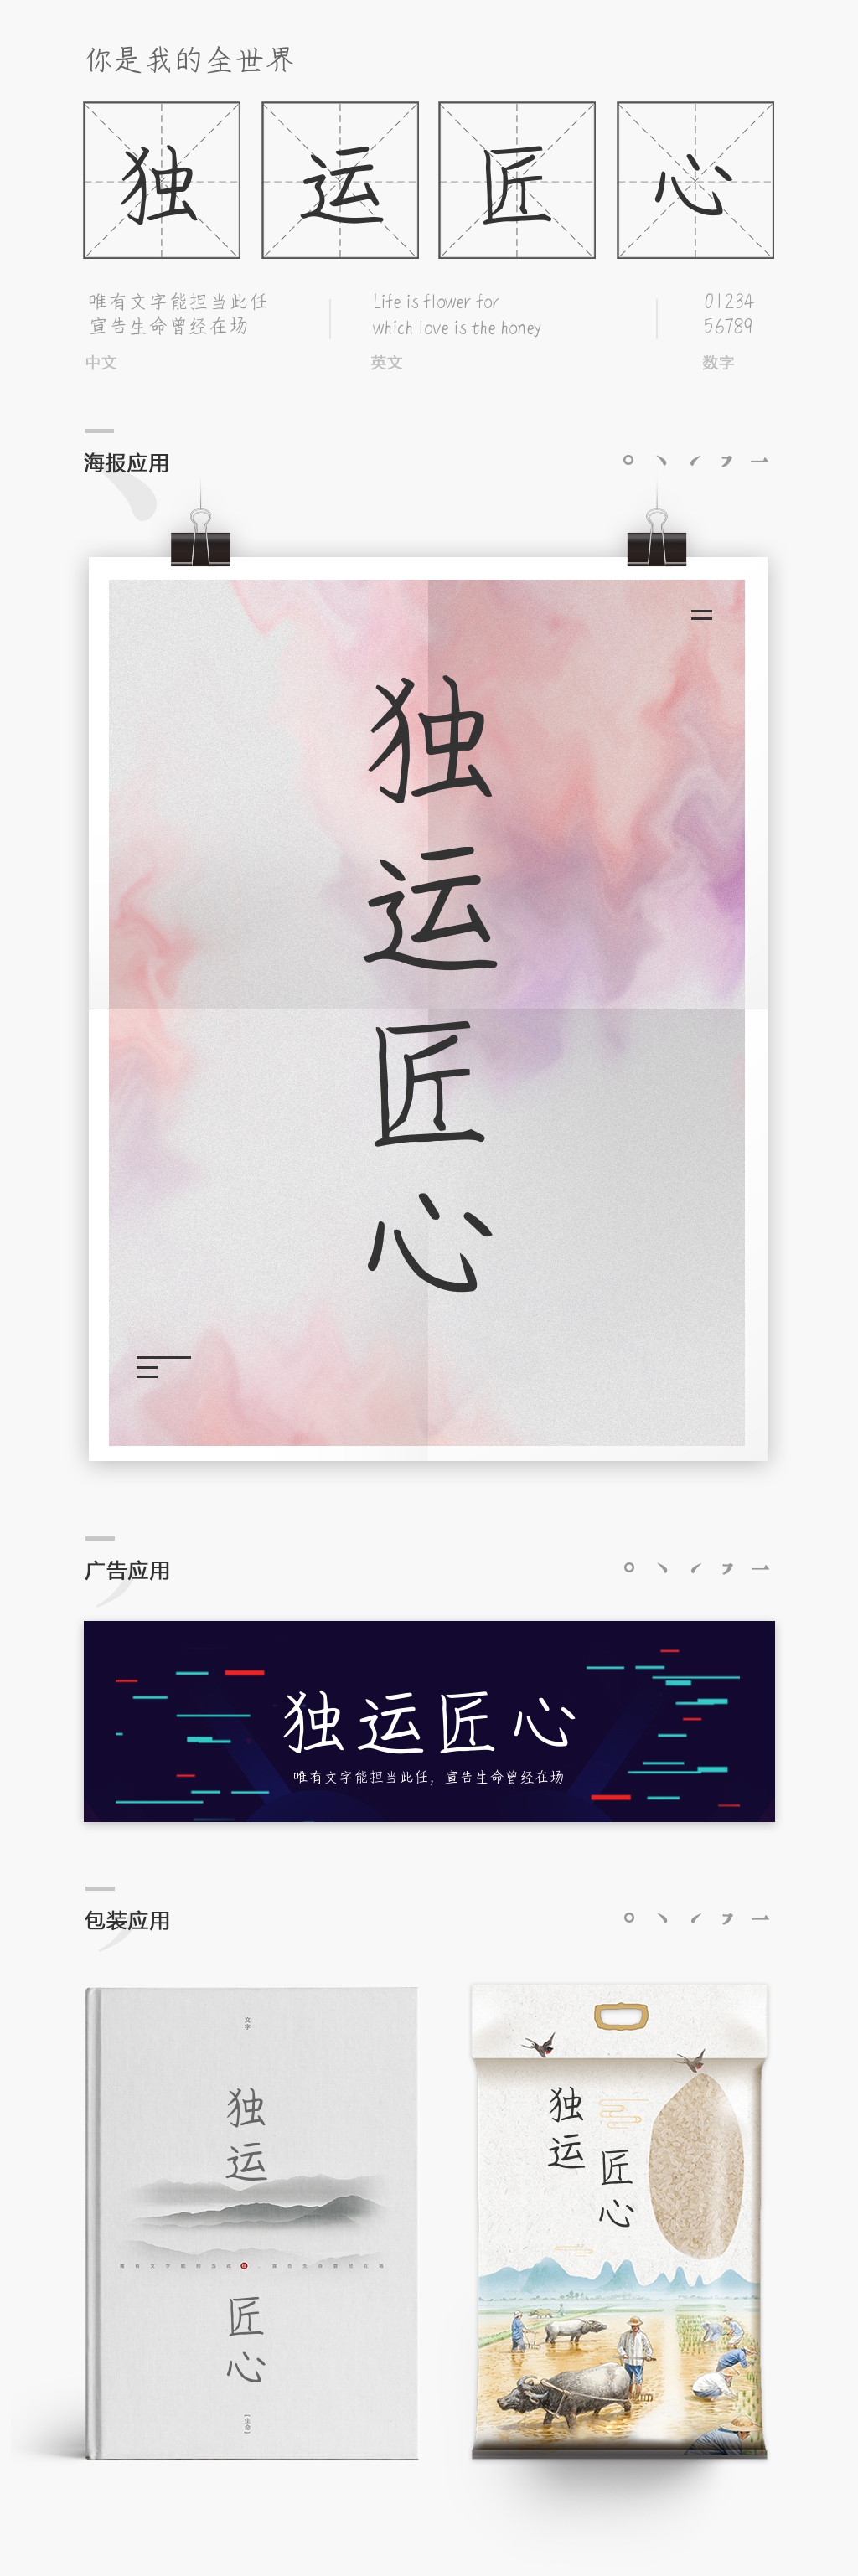 你是我的全世界
独运匠心
唯有文字能担当此任
宣告生命曾经在场
中文
Life is flower for
which love is the honey
英文
01234
56789
数字
海报应用
独
运
匠
心
广告应用
独运匠心
唯有文字能担当此任，宣告生命曾经在场
包装应用
文字
独
运
匠
心
[生命]
独运
匠心